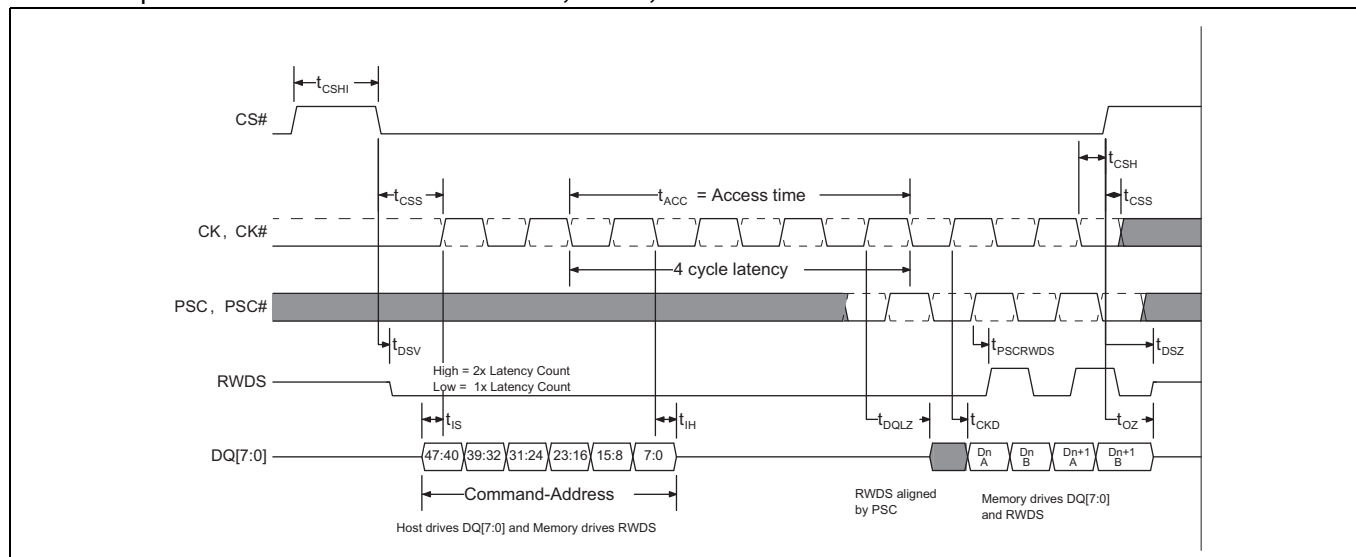 tCSHI
CS#
tCSH
tCSS
tACC = Access time
tCSS
CK, CK#
4 cycle latency
PSC, PSC#
tDSV
tPSCRWDS
tDSZ
High = 2x Latency Count
Low = 1x Latency Count
RWDS
tIS
tIH
tDQLZ
tCKD
tOZ
DQ[7:0]
47:40 39:32 31:24 23:16 15:8 7:0
Dn A
Dn B
Dn+1 A
Dn+1 B
Command-Address
RWDS aligned
by PSC
Memory drives DQ[7:0]
and RWDS
Host drives DQ[7:0] and Memory drives RWDS